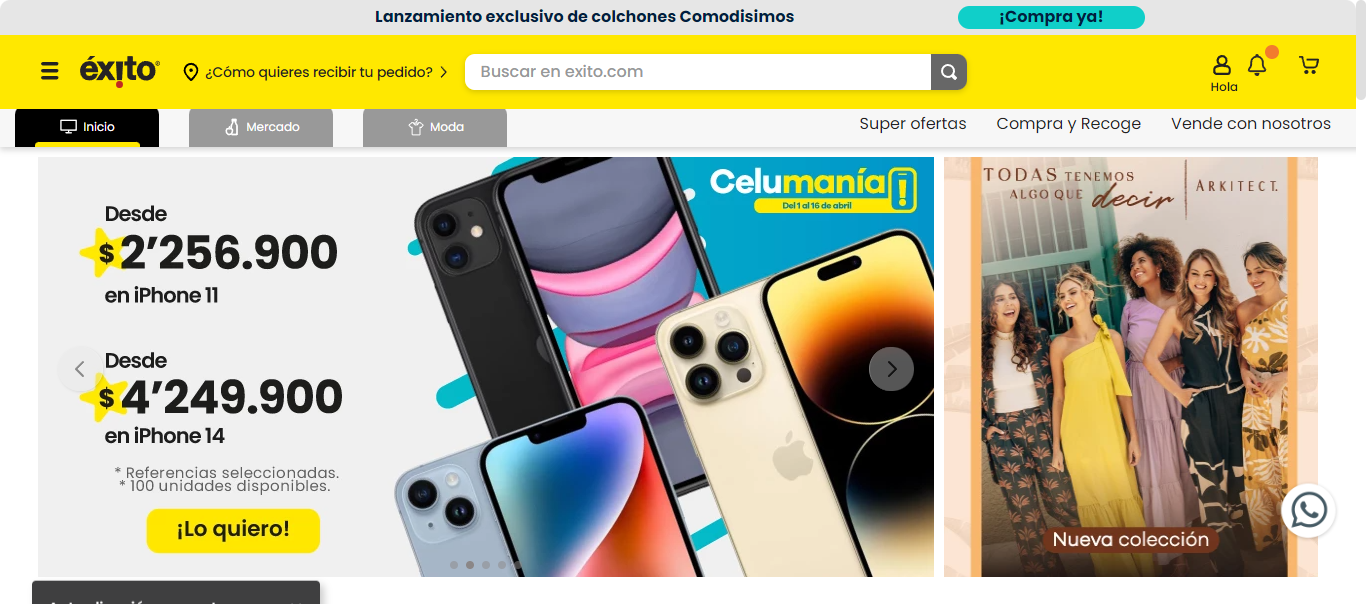 Lanzamiento exclusivo de colchones Comodisimos
¡Compra ya!
éxito
¿Cómo quieres recibir tu pedido?
Buscar en exito.com
Hola
Inicio
Mercado
Moda
Super ofertas
Compra y Recoge
Vende con nosotros
Desde
$ 2’256.900
en iPhone 11
Desde
$ 4’249.900
en iPhone 14
* Referencias seleccionadas.
* 100 unidades disponibles.
¡Lo quiero!
Celumanía
Del 1 al 16 de abril
TODAS TENEMOS
ALGO QUE decir
ARKITECT.
Nueva colección